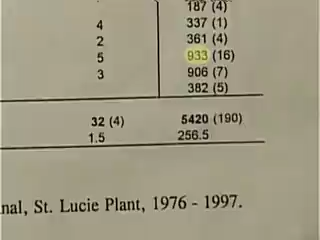 187 (4)
4 337 (1)
2 361 (4)
5 933 (16)
3 906 (7)
382 (5)
32 (4) 5420 (190)
1.5 256.5
nal, St. Lucie Plant, 1976 - 1997.